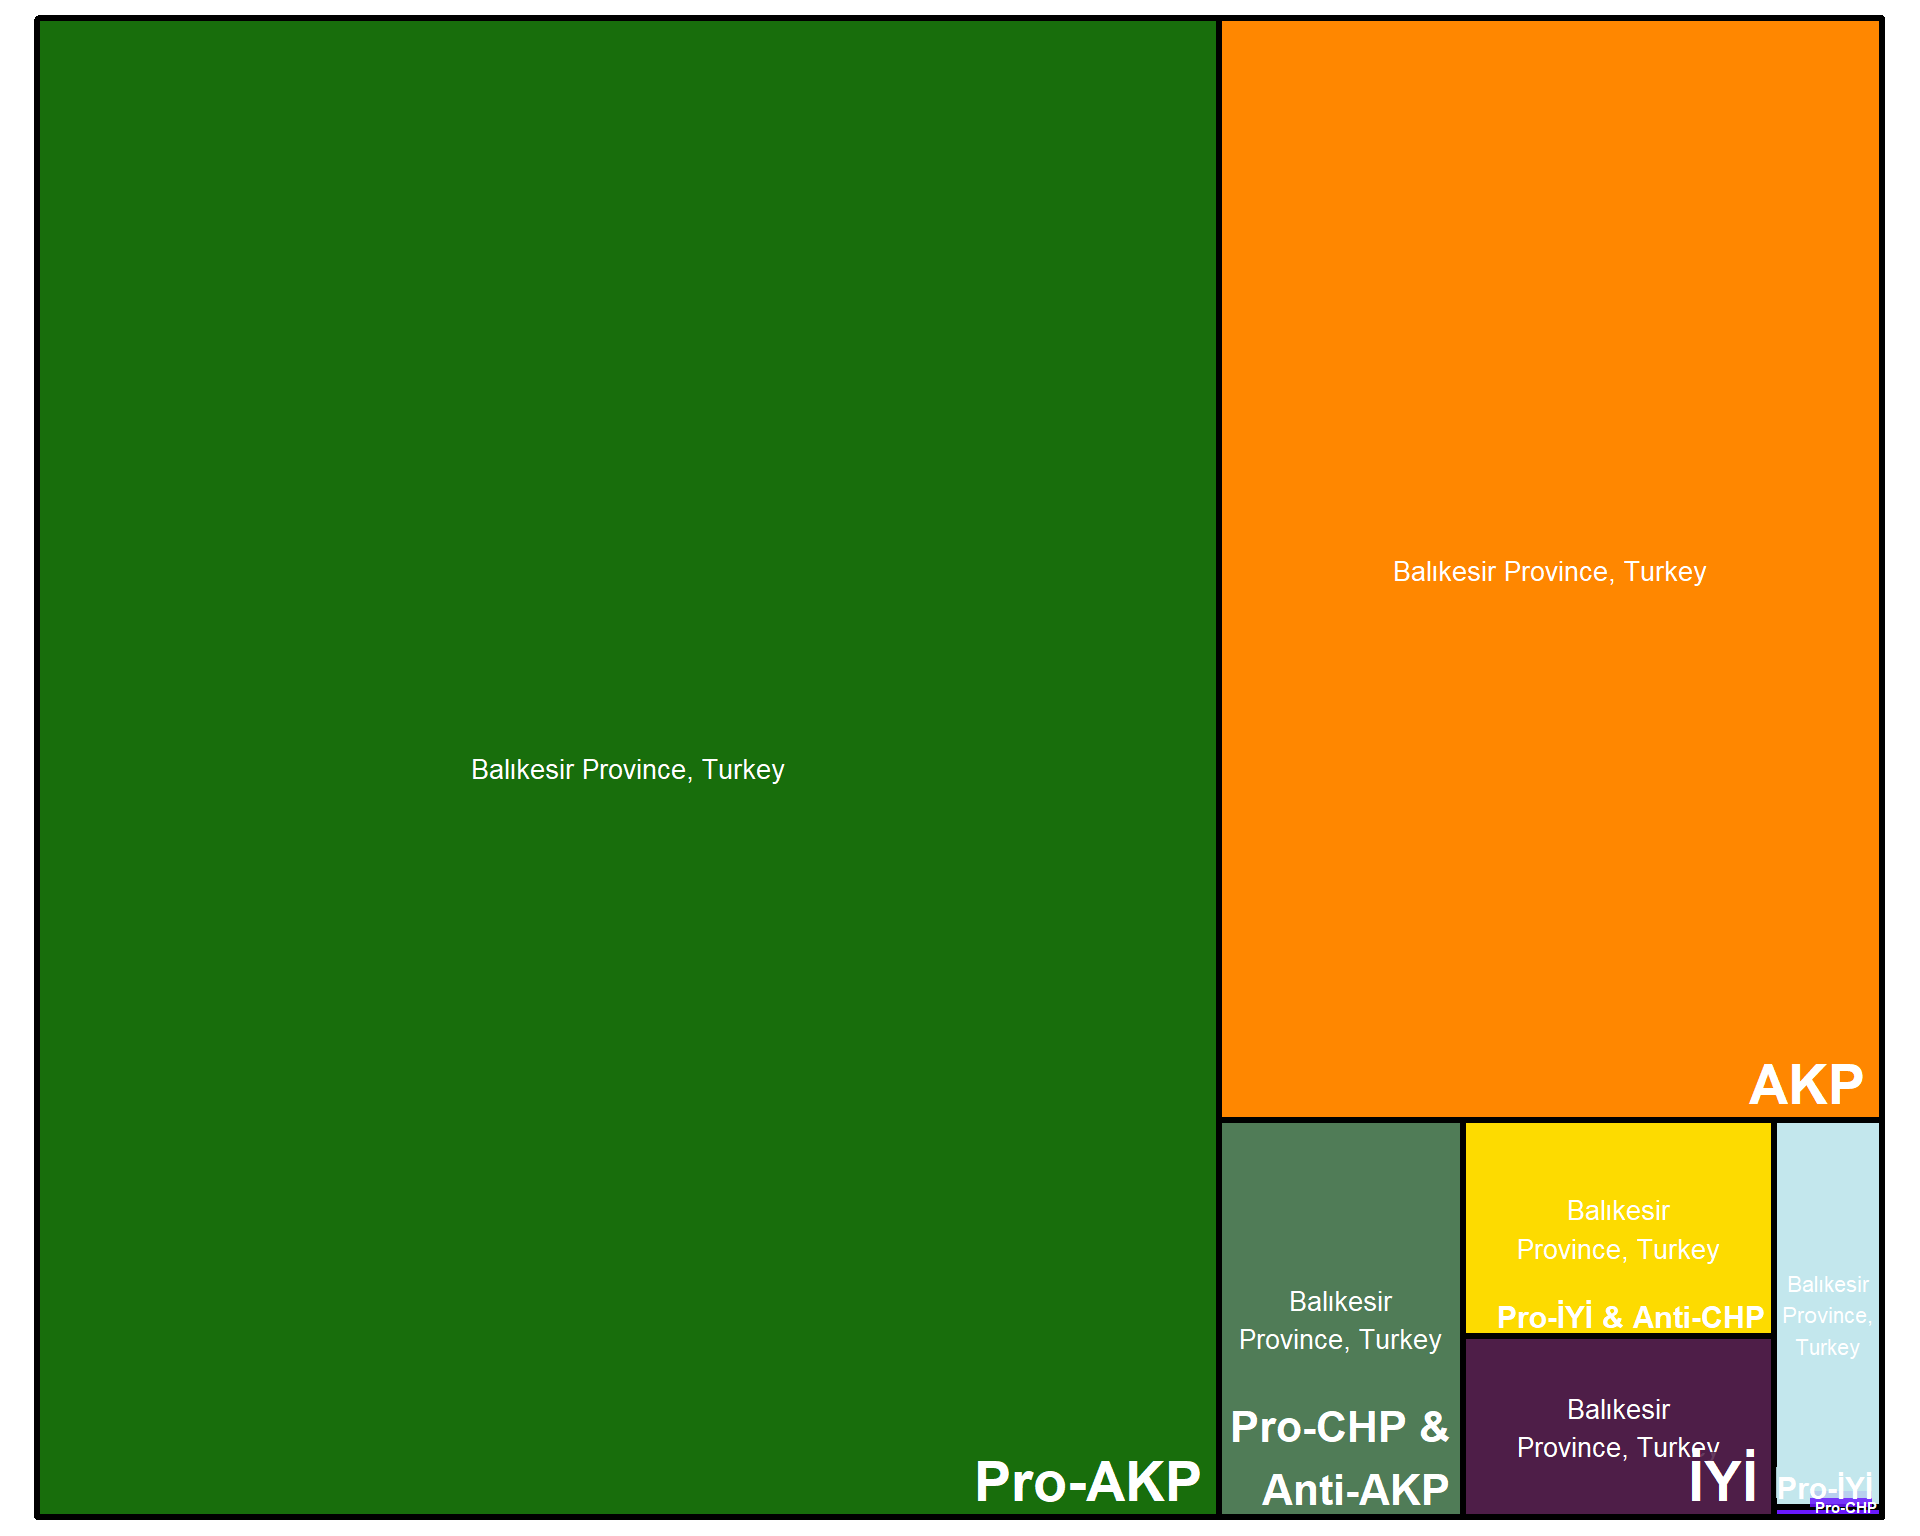 Balıkesir Province, Turkey
Pro-AKP
Balıkesir Province, Turkey
AKP
Balıkesir
Province, Turkey
Pro-CHP &
Anti-AKP
Balıkesir
Province, Turkey
Pro-İYİ & Anti-CHP
Balıkesir
Province, Turkey
İYİ
Balıkesir
Province,
Turkey
Pro-İYİ
Pro-CHP